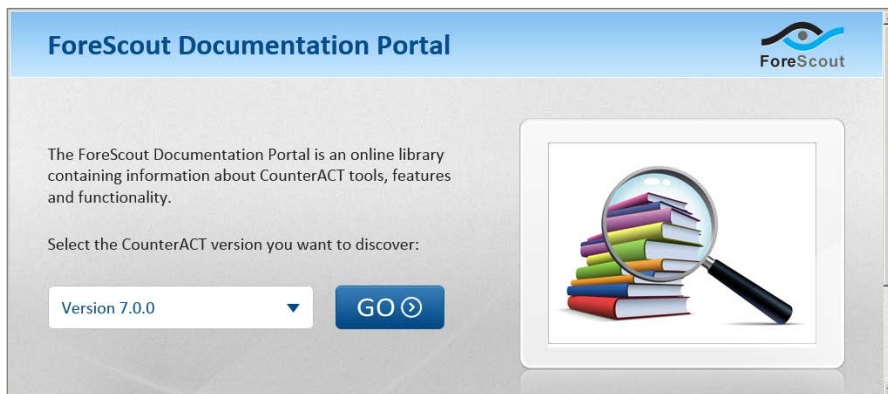 ForeScout Documentation Portal
ForeScout
The ForeScout Documentation Portal is an online library
containing information about CounterACT tools, features
and functionality.
Select the CounterACT version you want to discover:
Version 7.0.0
GO